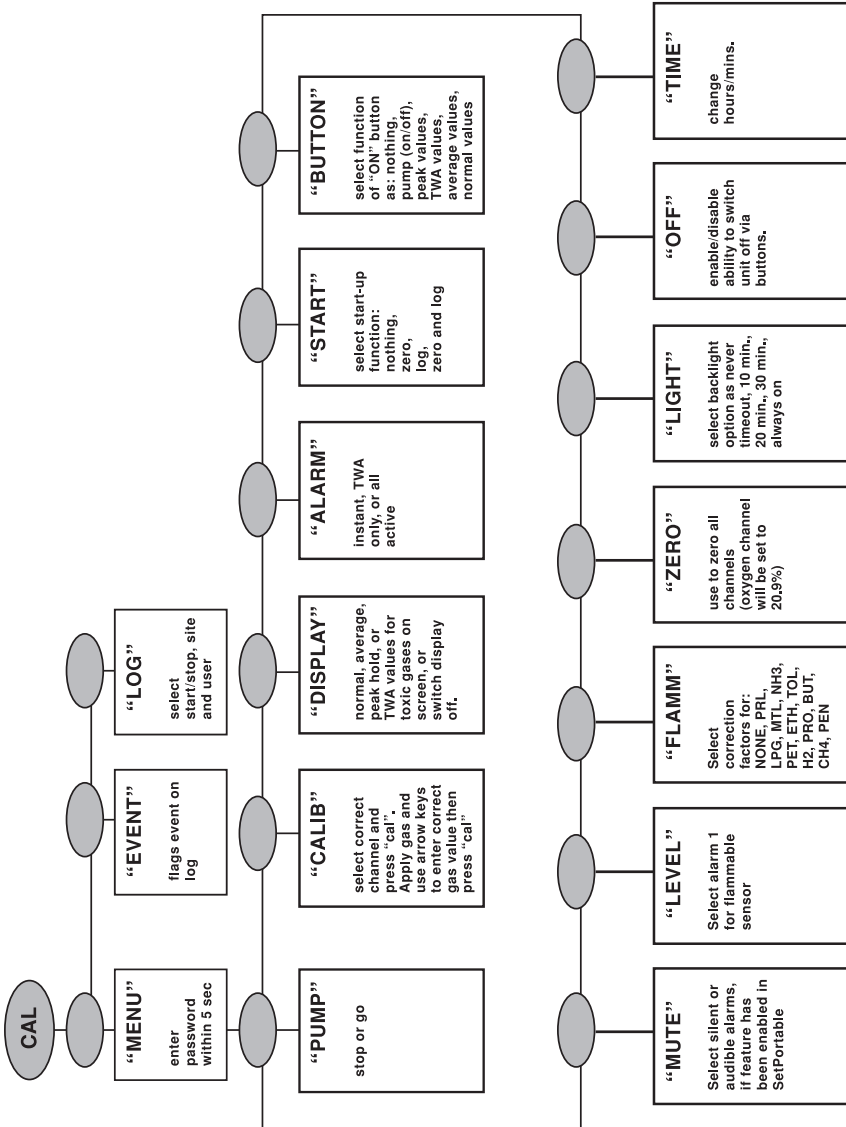 CAL
“MENU”
enter
password
within 5 sec
“EVENT”
flags event on
log
“LOG”
select
start/stop, site
and user
“PUMP”
stop or go
“CALIB”
select correct
channel and
press “cal”.
Apply gas and
use arrow keys
to enter correct
gas value then
press “cal”
“DISPLAY”
normal, average,
peak hold, or
TWA values for
toxic gases on
screen, or
switch display
off.
“ALARM”
instant, TWA
only, or all
active
“START”
select start-up
function:
nothing,
zero,
log,
zero and log
“BUTTON”
select function
of “ON” button
as: nothing,
pump (on/off),
peak values,
TWA values,
average values,
normal values
“MUTE”
Select silent or
audible alarms,
if feature has
been enabled in
SetPortable
“LEVEL”
Select alarm 1
for flammable
sensor
“FLAMM”
Select
correction
factors for:
NONE, PRL,
LPG, MTL, NH3,
PET, ETH, TOL,
H2, PRO, BUT,
CH4, PEN
“ZERO”
use to zero all
channels
(oxygen channel
will be set to
20.9%)
“LIGHT”
select backlight
option as never
timeout, 10 min.,
20 min., 30 min.,
always on
“OFF”
enable/disable
ability to switch
unit off via
buttons.
“TIME”
change
hours/mins.